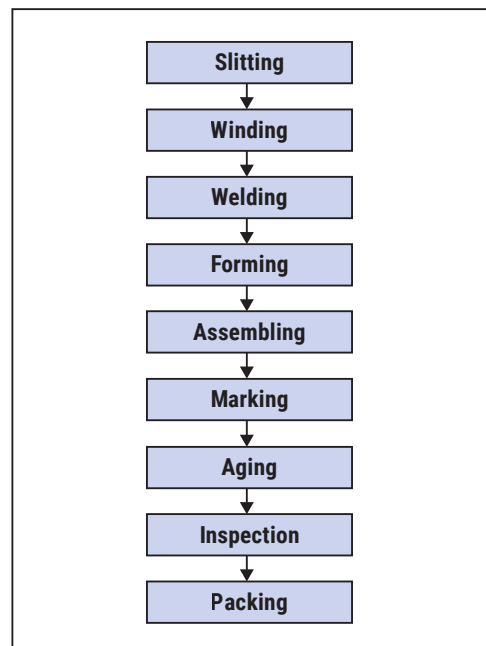 Slitting
Winding
Welding
Forming
Assembling
Marking
Aging
Inspection
Packing